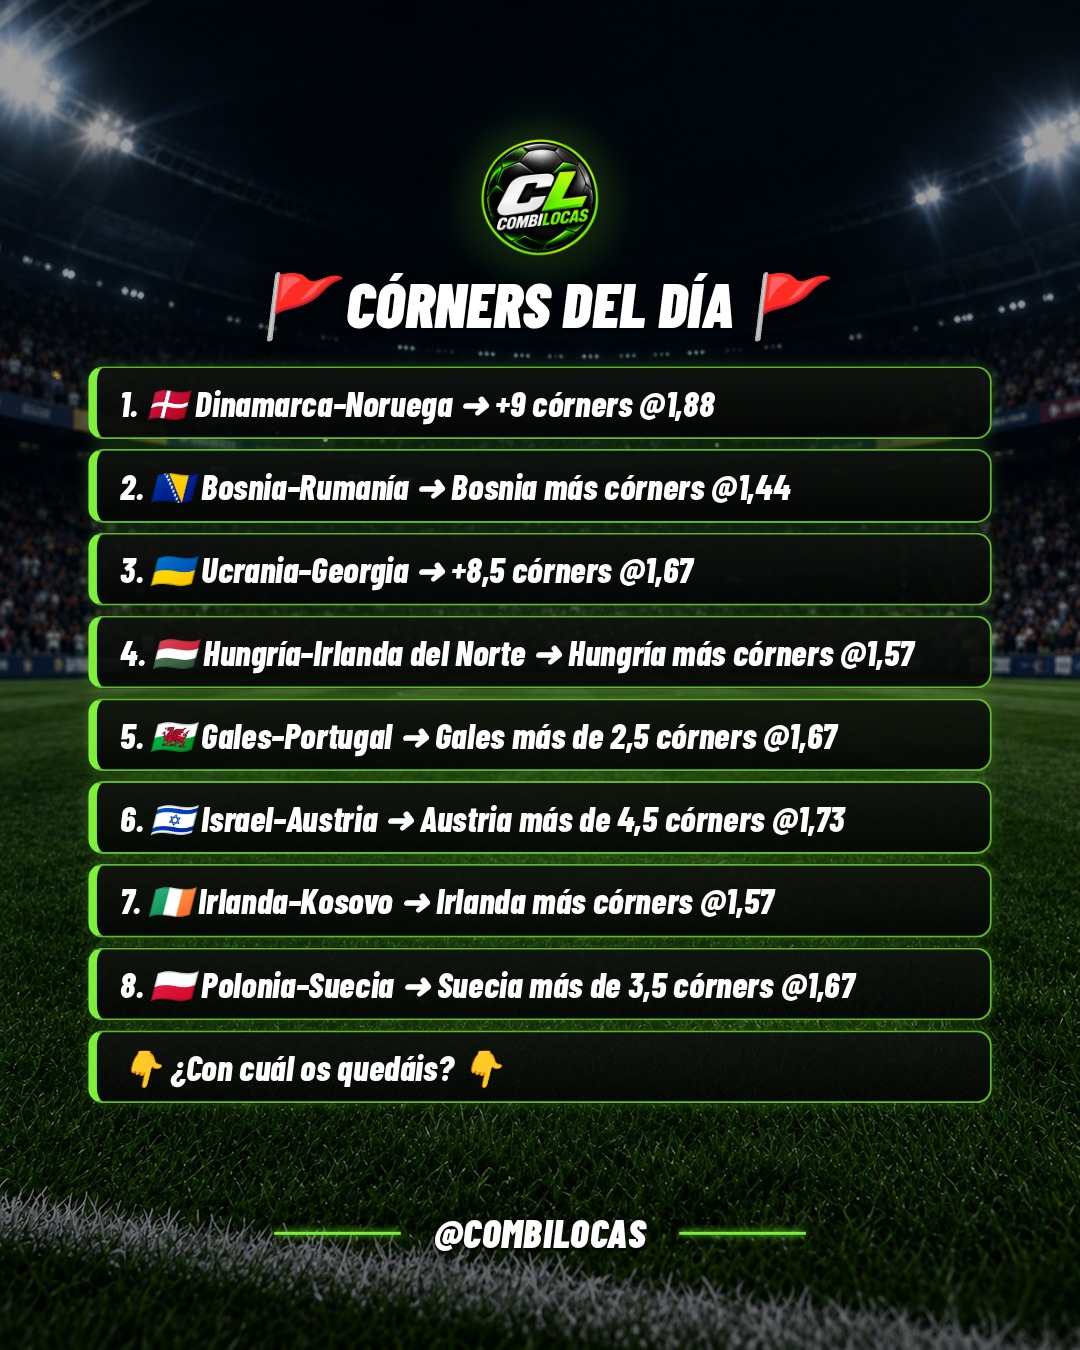 CL
COMBILOCAS
🚩 CÓRNERS DEL DÍA 🚩
1. 🇩🇰 Dinamarca-Noruega → +9 córners @1,88
2. 🇧🇦 Bosnia-Rumanía → Bosnia más córners @1,44
3. 🇺🇦 Ucrania-Georgia → +8,5 córners @1,67
4. 🇭🇺 Hungría-Irlanda del Norte → Hungría más córners @1,57
5. 🏴󠁧󠁢󠁷󠁬󠁳󠁿 Gales-Portugal → Gales más de 2,5 córners @1,67
6. 🇮🇱 Israel-Austria → Austria más de 4,5 córners @1,73
7. 🇮🇪 Irlanda-Kosovo → Irlanda más córners @1,57
8. 🇵🇱 Polonia-Suecia → Suecia más de 3,5 córners @1,67
👇 ¿Con cuál os quedáis? 👇
@COMBILOCAS